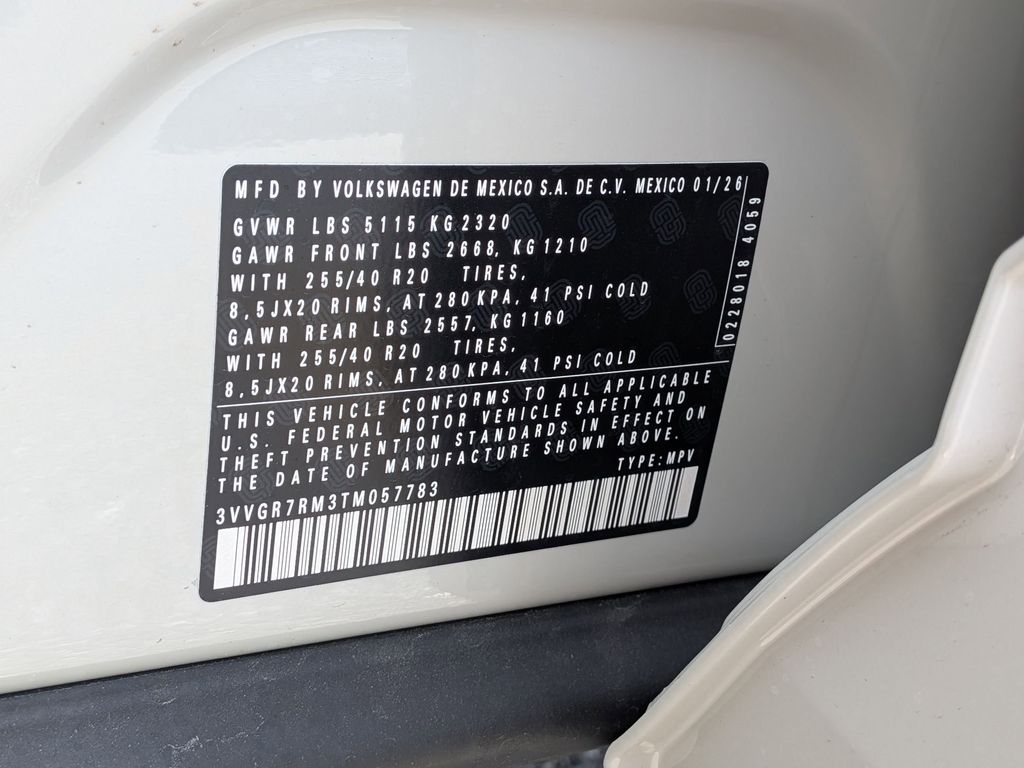 MFD BY VOLKSWAGEN DE MEXICO S.A. DE C.V. MEXICO 01/26
GVWR LBS 5115 KG 2320
GAWR FRONT LBS 2668, KG 1210
WITH 255/40 R20 TIRES,
8,5JX20 RIMS, AT 280 KPA, 41 PSI COLD
GAWR REAR LBS 2557, KG 1160
WITH 255/40 R20 TIRES,
8,5JX20 RIMS, AT 280 KPA, 41 PSI COLD
0228018 4059
THIS VEHICLE CONFORMS TO ALL APPLICABLE
U.S. FEDERAL MOTOR VEHICLE SAFETY AND
THEFT PREVENTION STANDARDS IN EFFECT ON
THE DATE OF MANUFACTURE SHOWN ABOVE.
TYPE: MPV
3VVGR7RM3TM057783